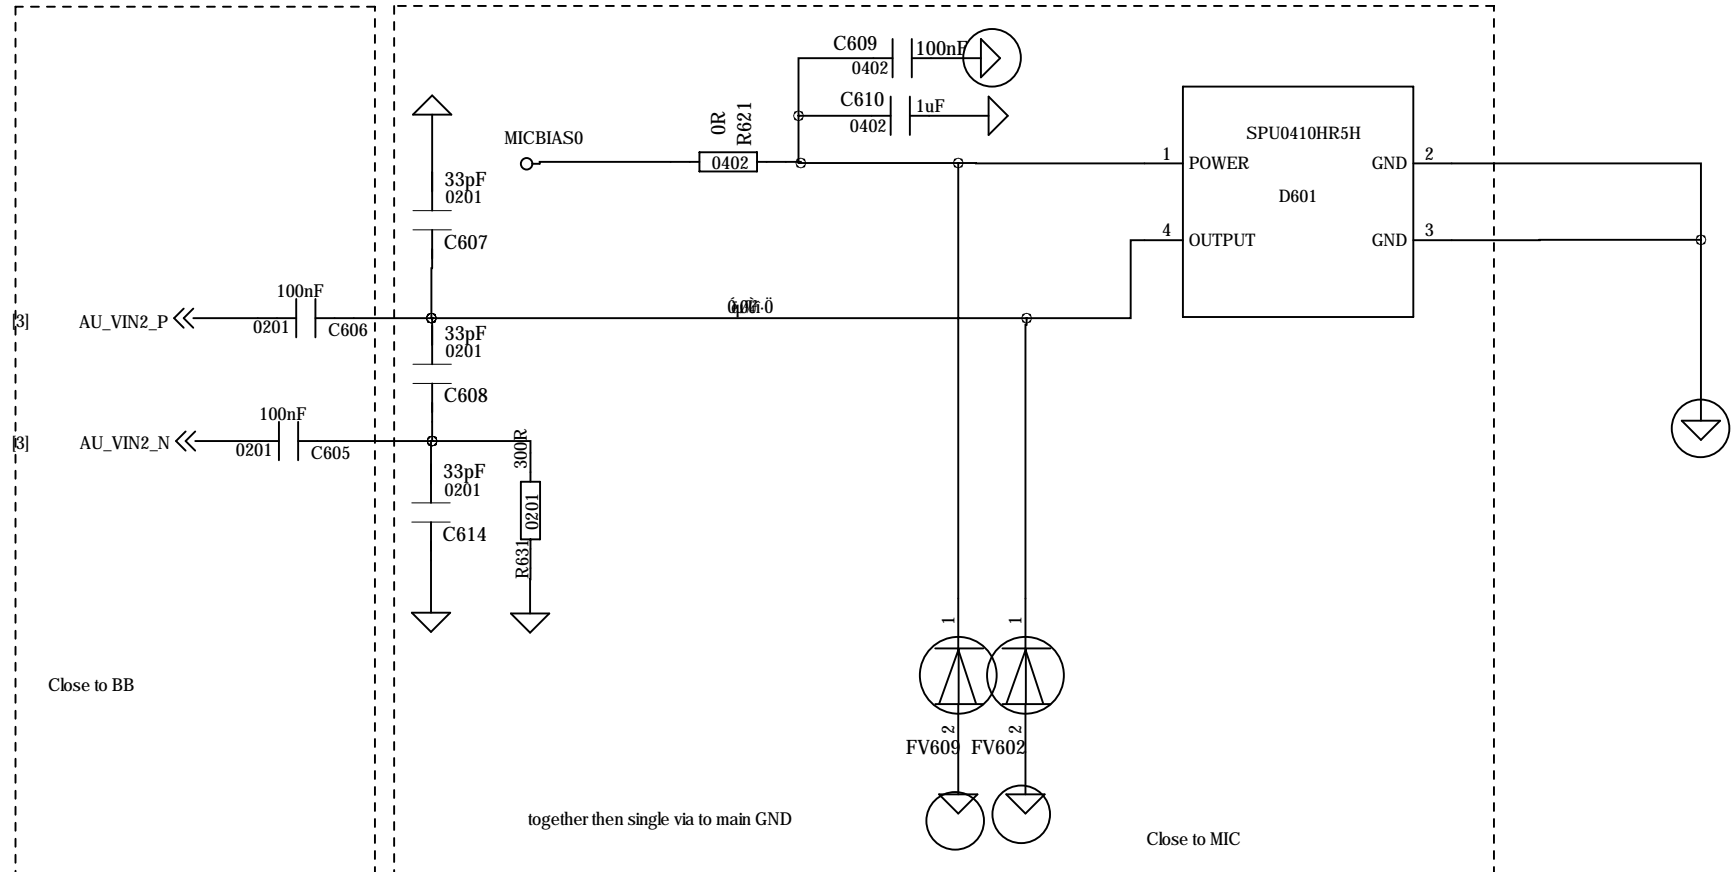 C609
100nF
0402
C610
1uF
0402
0R
R621
0402
MICBIAS0
SPU0410HR5H
1
POWER
GND
2
D601
4
OUTPUT
GND
3
33pF
0201
C607
100nF
[3]
AU_VIN2_P
0201
C606
33pF
0201
C608
100nF
[3]
AU_VIN2_N
0201
C605
300R
0201
R631
33pF
0201
C614
1
1
2
2
FV609
FV602
Close to BB
together then single via to main GND
Close to MIC